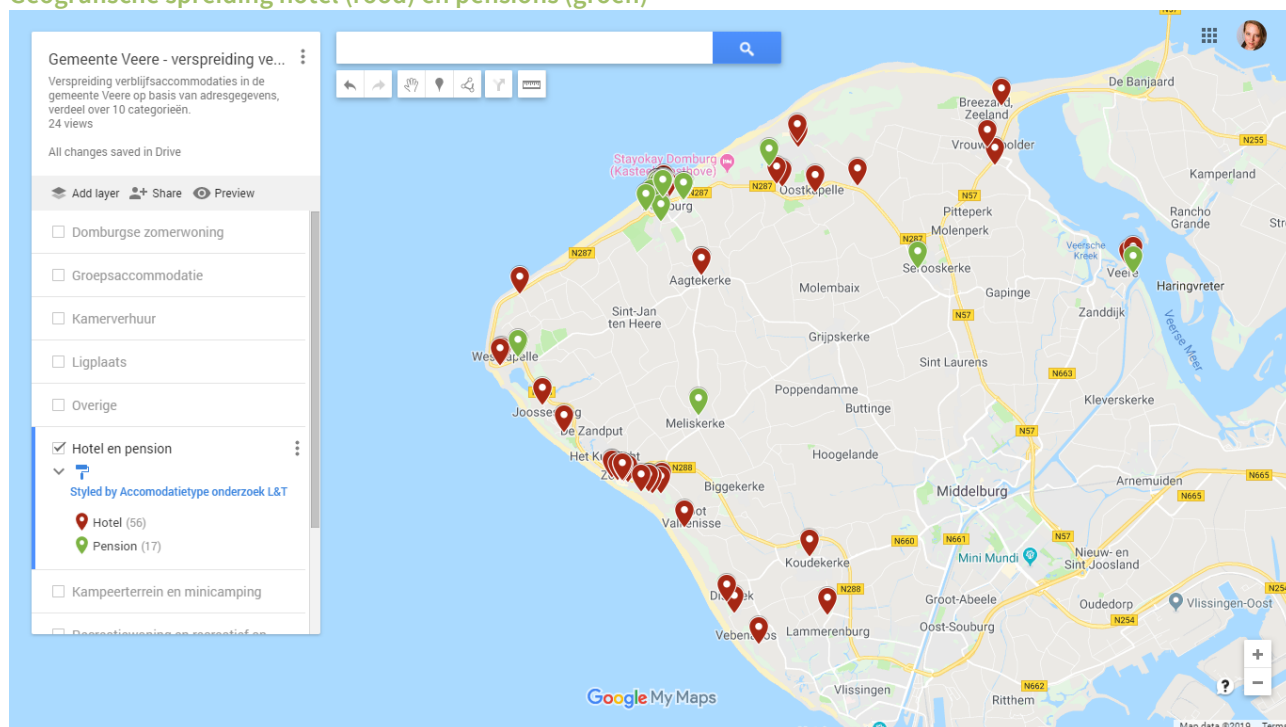 Geografische spreiding hotel (rood) en pensions (groen)
Gemeente Veere - verspreiding ve...
Verspreiding verblijfsaccommodaties in de
gemeente Veere op basis van adresgegevens,
verdeel over 10 categorieën.
24 views
All changes saved in Drive
Add layer
Share
Preview
Domburgse zomerwoning
Groepsaccommodatie
Kamerverhuur
Ligplaats
Overige
Hotel en pension
Styled by Accomodatietype onderzoek L&T
Hotel (56)
Pension (17)
Kampeerterrein en minicamping
De Banjaard
Breezand,
Zeeland
N255
Kamperland
Stayokay Domburg
N287
N287
Oostkapelle
N57
Rancho
Grande
Pitteperk
Molenperk
N287
Serooskerke
Veersche
Kreek
Veere
Haringvreter
N287
Aagtekerke
Molembaix
Gapinge
Sint-Jan
ten Heere
N57
Zanddijk
Veerse Meer
Grijpskerke
Sint Laurens
N663
Poppendamme
Kleverskerke
Buttinge
Meliskerke
De Zandput
N57
Hoogelande
N288
Biggekerke
Middelburg
Arnemuiden
N665
N665
N660
N661
N57
Koudekerke
Mini Mundi
Nieuw- en
Sint Joosland
N288
Groot-Abeele
Oudedorp
Vlissingen-Oost
N254
Lammerenburg
Oost-Souburg
Vlissingen
N662
Ritthem
Google My Maps
+
?
−
Map data ©2019